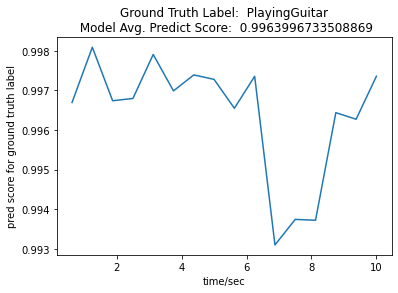 Ground Truth Label:  PlayingGuitar
Model Avg. Predict Score:  0.9963996733508869
pred score for ground truth label
0.998
0.997
0.996
0.995
0.994
0.993
2
4
6
8
10
time/sec